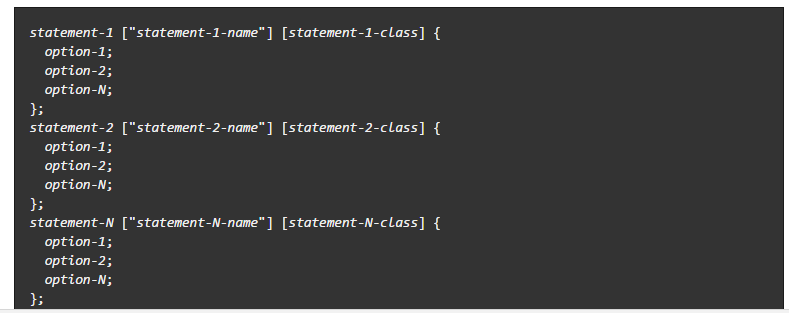 statement-1 ["statement-1-name"] [statement-1-class] {
  option-1;
  option-2;
  option-N;
};
statement-2 ["statement-2-name"] [statement-2-class] {
  option-1;
  option-2;
  option-N;
};
statement-N ["statement-N-name"] [statement-N-class] {
  option-1;
  option-2;
  option-N;
};